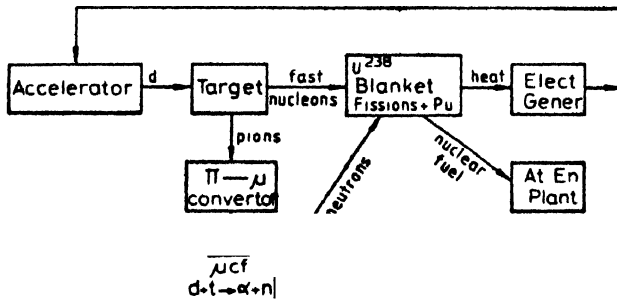 Accelerator
d
Target
fast
nucleons
U238
Blanket
Fissions + Pu
heat
Elect
Gener
pions
π — μ
convertor
neutrons
nuclear
fuel
At En
Plant
μcf
d+t→α+n